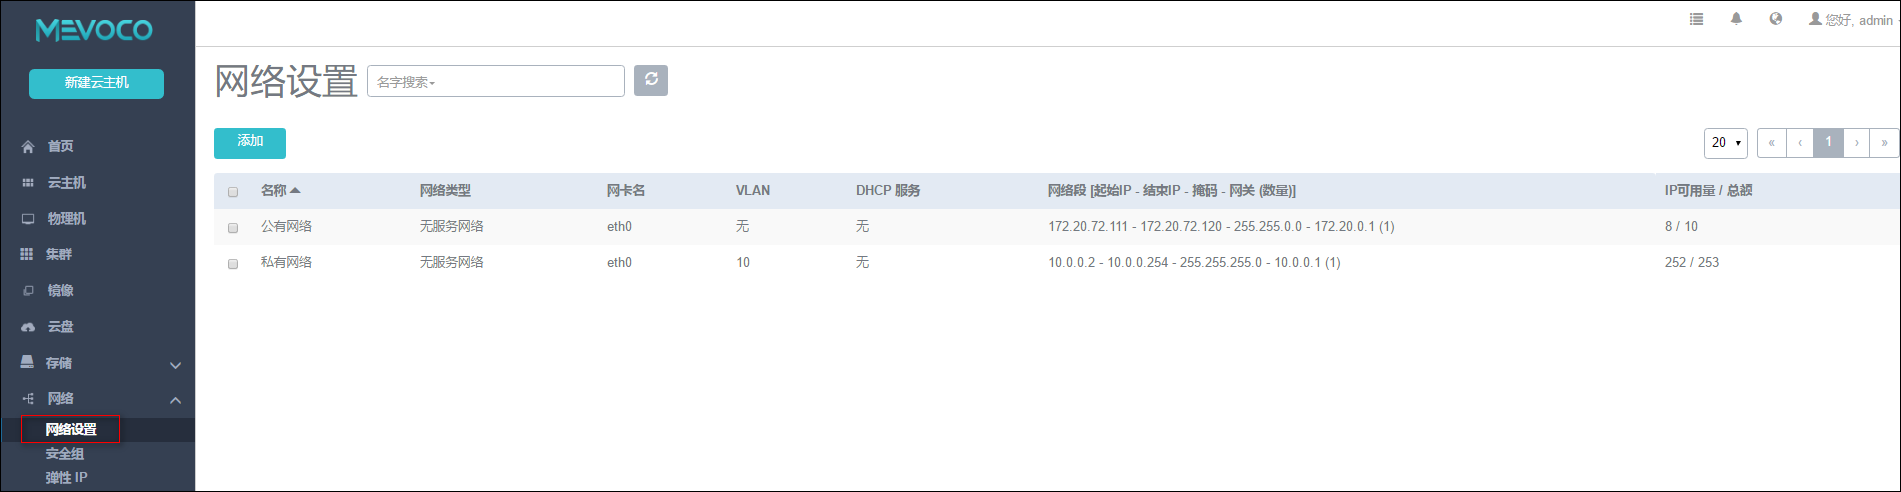 MEVOCO
新建云主机
首页
云主机
物理机
集群
镜像
云盘
存储
网络
网络设置
安全组
弹性 IP
您好, admin
网络设置 名字搜索
添加
20 « ‹ 1 › »
名称 网络类型 网卡名 VLAN DHCP 服务 网络段 [起始IP - 结束IP - 掩码 - 网关 (数量)] IP可用量 / 总额
公有网络 无服务网络 eth0 无 无 172.20.72.111 - 172.20.72.120 - 255.255.0.0 - 172.20.0.1 (1) 8 / 10
私有网络 无服务网络 eth0 10 无 10.0.0.2 - 10.0.0.254 - 255.255.255.0 - 10.0.0.1 (1) 252 / 253